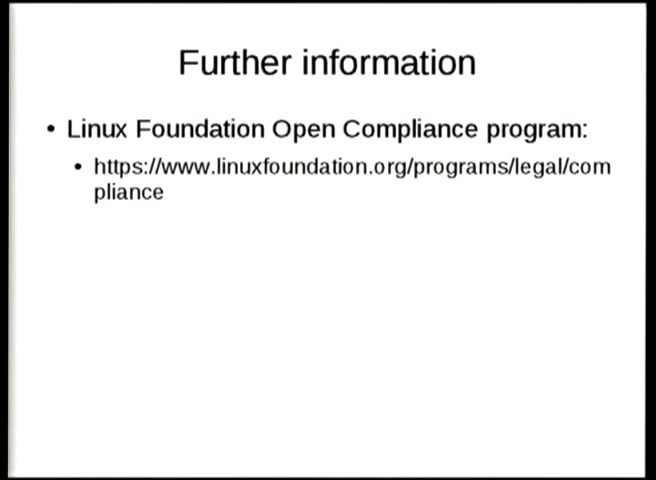 Further information
• Linux Foundation Open Compliance program:
• https://www.linuxfoundation.org/programs/legal/com
pliance